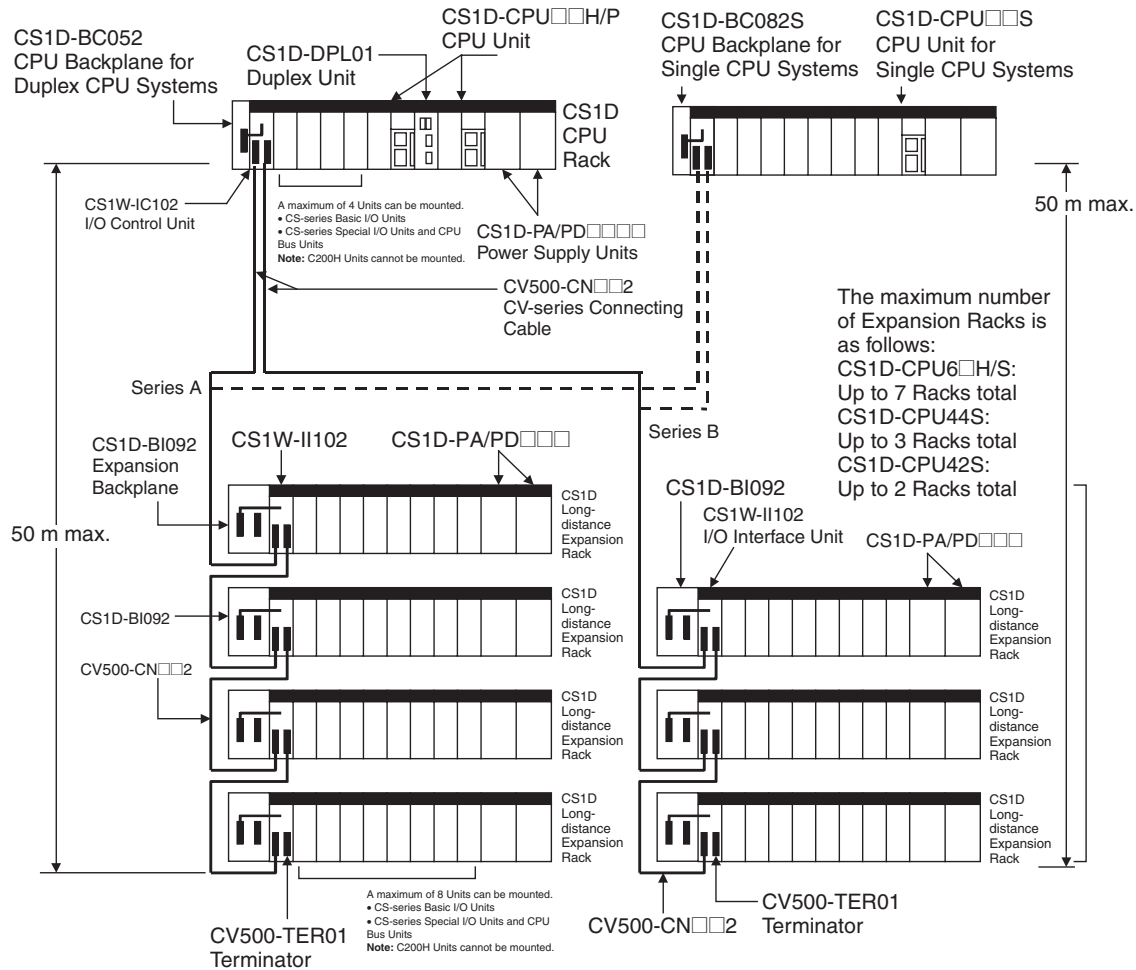 CS1D-BC052
CPU Backplane for
Duplex CPU Systems
CS1D-DPL01
Duplex Unit
CS1D-CPU□□H/P
CPU Unit
CS1D-BC082S
CPU Backplane for
Single CPU Systems
CS1D-CPU□□S
CPU Unit for
Single CPU Systems
CS1D
CPU
Rack
CS1W-IC102
I/O Control Unit
A maximum of 4 Units can be mounted.
• CS-series Basic I/O Units
• CS-series Special I/O Units and CPU
Bus Units
Note: C200H Units cannot be mounted.
CS1D-PA/PD□□□□
Power Supply Units
50 m max.
CV500-CN□□2
CV-series Connecting
Cable
The maximum number
of Expansion Racks is
as follows:
CS1D-CPU6□H/S:
Up to 7 Racks total
CS1D-CPU44S:
Up to 3 Racks total
CS1D-CPU42S:
Up to 2 Racks total
Series A
Series B
CS1D-BI092
Expansion
Backplane
CS1W-II102
CS1D-PA/PD□□□
CS1D
Long-
distance
Expansion
Rack
50 m max.
CS1D-BI092
CS1W-II102
I/O Interface Unit
CS1D-PA/PD□□□
CS1D-BI092
CS1D
Long-
distance
Expansion
Rack
CS1D
Long-
distance
Expansion
Rack
CV500-CN□□2
CS1D
Long-
distance
Expansion
Rack
CS1D
Long-
distance
Expansion
Rack
CS1D
Long-
distance
Expansion
Rack
CS1D
Long-
distance
Expansion
Rack
CV500-TER01
Terminator
A maximum of 8 Units can be mounted.
• CS-series Basic I/O Units
• CS-series Special I/O Units and CPU
Bus Units
Note: C200H Units cannot be mounted.
CV500-CN□□2
CV500-TER01
Terminator